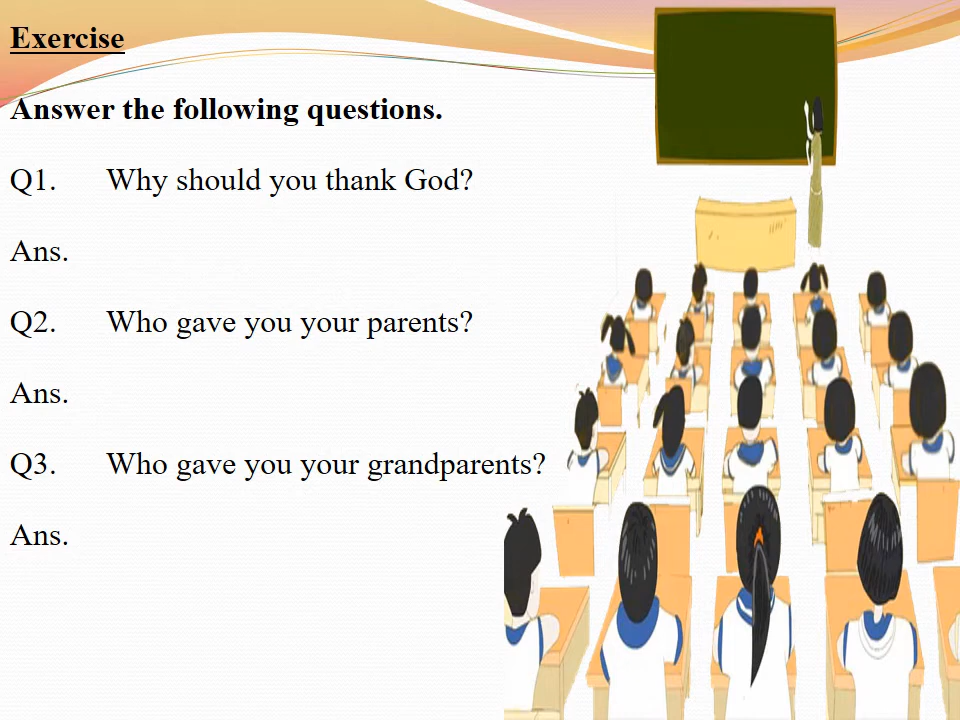 Exercise
Answer the following questions.
Q1. Why should you thank God?
Ans.
Q2. Who gave you your parents?
Ans.
Q3. Who gave you your grandparents?
Ans.